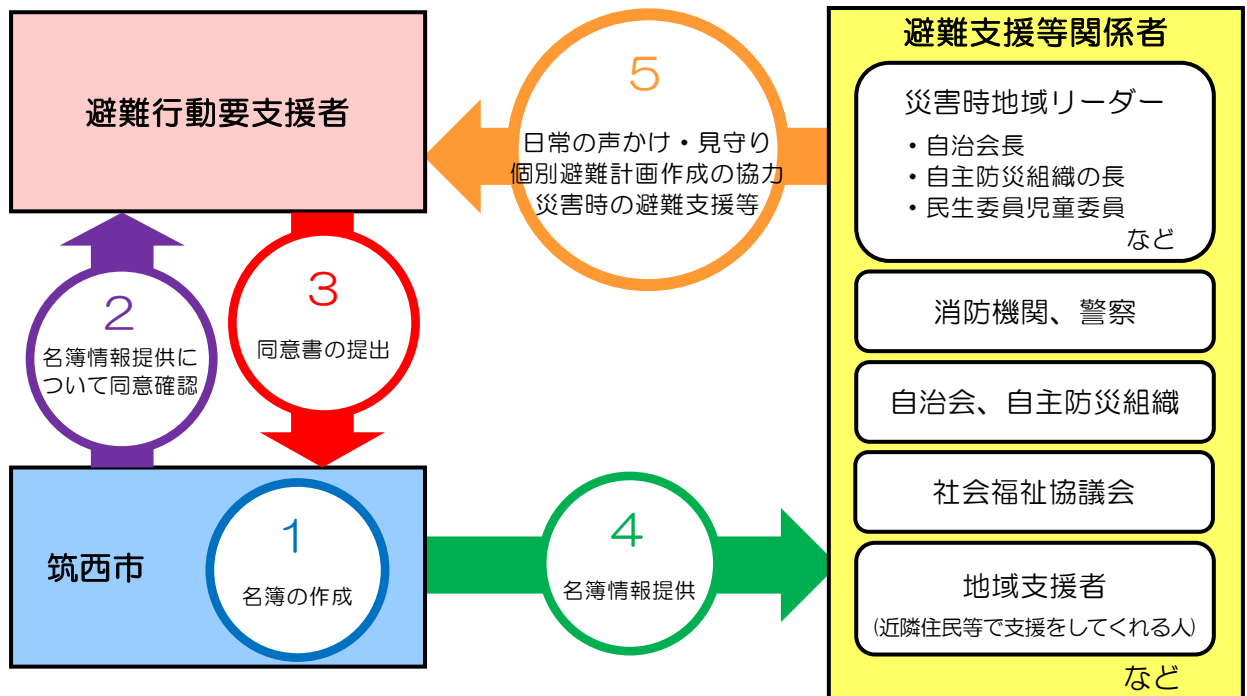 避難行動要支援者
2
名簿情報提供に
ついて同意確認
3
同意書の提出
筑西市
1
名簿の作成
4
名簿情報提供
5
日常の声かけ・見守り
個別避難計画作成の協力
災害時の避難支援等
避難支援等関係者
災害時地域リーダー
・自治会長
・自主防災組織の長
・民生委員児童委員
など
消防機関、警察
自治会、自主防災組織
社会福祉協議会
地域支援者
(近隣住民等で支援をしてくれる人)
など